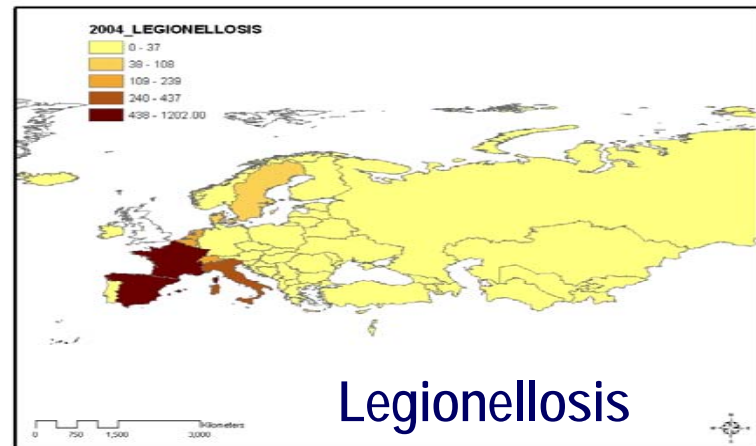 2004_LEGIONELLOSIS
0 - 37
38 - 108
109 - 239
240 - 437
438 - 1202.00
Legionellosis
Kilometers
0 750 1,500 3,000